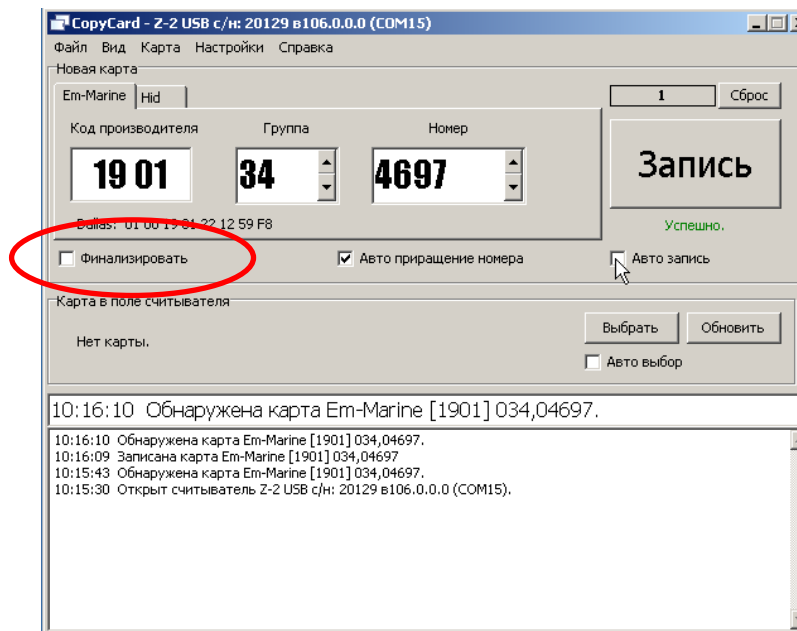 CopyCard - Z-2 USB с/н: 20129 в106.0.0.0 (COM15)
Файл Вид Карта Настройки Справка
Новая карта
Em-Marine Hid
1 Сброс
Код производителя Группа Номер
19 01 34 4697
Запись
Dallas: 01 00 19 01 22 12 59 F8
Успешно.
Финализировать Авто приращение номера Авто запись
Карта в поле считывателя
Нет карты.
Выбрать Обновить
Авто выбор
10:16:10 Обнаружена карта Em-Marine [1901] 034,04697.
10:16:10 Обнаружена карта Em-Marine [1901] 034,04697.
10:16:09 Записана карта Em-Marine [1901] 034,04697
10:15:43 Обнаружена карта Em-Marine [1901] 034,04697.
10:15:30 Открыт считыватель Z-2 USB с/н: 20129 в106.0.0.0 (COM15).